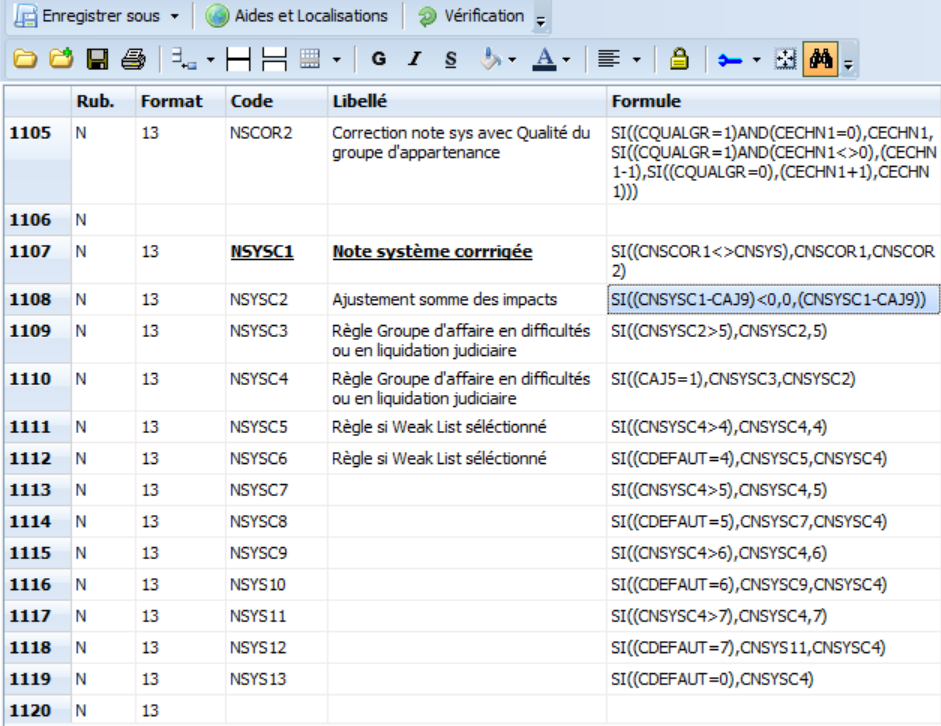 Enregistrer sous Aides et Localisations Vérification
G I S A
Rub. Format Code Libellé Formule
1105 N 13 NSCOR2 Correction note sys avec Qualité du SI((CQUALGR=1)AND(CECHN1=0),CECHN1,
groupe d'appartenance SI((CQUALGR=1)AND(CECHN1<>0),(CECHN
1-1),SI((CQUALGR=0),(CECHN1+1),CECHN
1)))
1106 N
1107 N 13 NSYSC1 Note système corrrigée SI((CNSCOR1<>CNSYS),CNSCOR1,CNSCOR
2)
1108 N 13 NSYSC2 Ajustement somme des impacts SI((CNSYSC1-CAJ9)<0,0,(CNSYSC1-CAJ9))
1109 N 13 NSYSC3 Règle Groupe d'affaire en difficultés SI((CNSYSC2>5),CNSYSC2,5)
ou en liquidation judiciaire
1110 N 13 NSYSC4 Règle Groupe d'affaire en difficultés SI((CAJ5=1),CNSYSC3,CNSYSC2)
ou en liquidation judiciaire
1111 N 13 NSYSC5 Règle si Weak List séléctionné SI((CNSYSC4>4),CNSYSC4,4)
1112 N 13 NSYSC6 Règle si Weak List séléctionné SI((CDEFAUT=4),CNSYSC5,CNSYSC4)
1113 N 13 NSYSC7 SI((CNSYSC4>5),CNSYSC4,5)
1114 N 13 NSYSC8 SI((CDEFAUT=5),CNSYSC7,CNSYSC4)
1115 N 13 NSYSC9 SI((CNSYSC4>6),CNSYSC4,6)
1116 N 13 NSYS10 SI((CDEFAUT=6),CNSYSC9,CNSYSC4)
1117 N 13 NSYS11 SI((CNSYSC4>7),CNSYSC4,7)
1118 N 13 NSYS12 SI((CDEFAUT=7),CNSYS11,CNSYSC4)
1119 N 13 NSYS13 SI((CDEFAUT=0),CNSYSC4)
1120 N 13